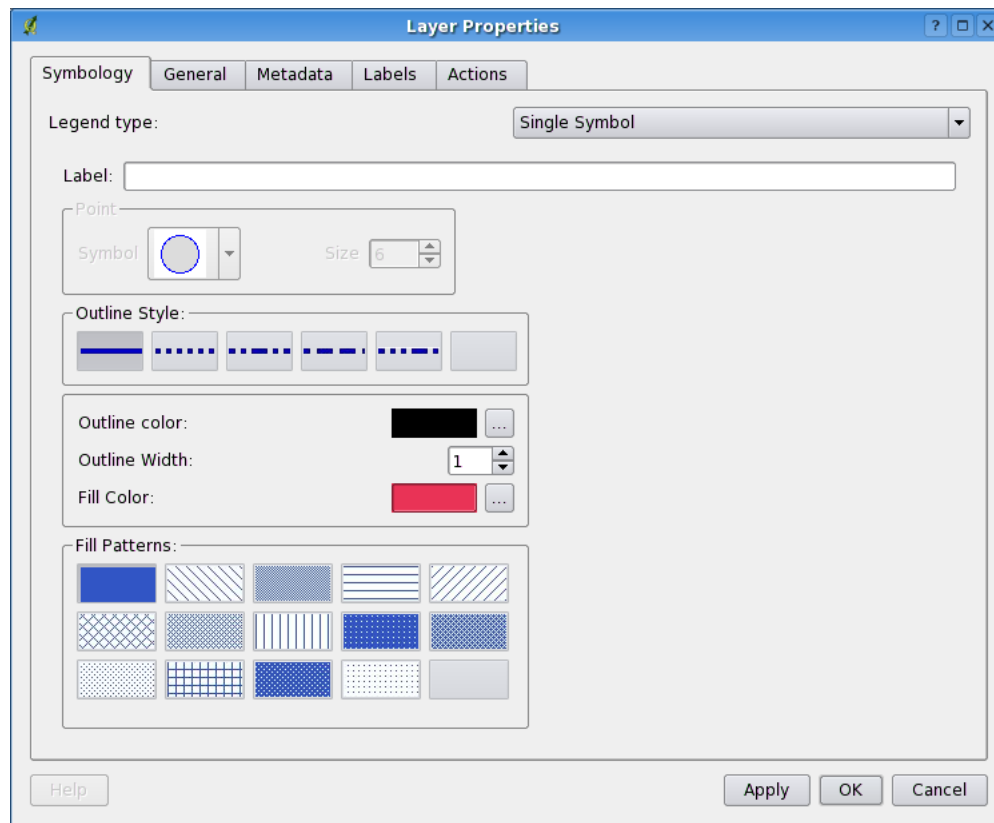 Layer Properties
Symbology General Metadata Labels Actions
Legend type: Single Symbol
Label:
Point
Symbol Size 6
Outline Style:
Outline color: ...
Outline Width: 1
Fill Color: ...
Fill Patterns:
Help Apply OK Cancel